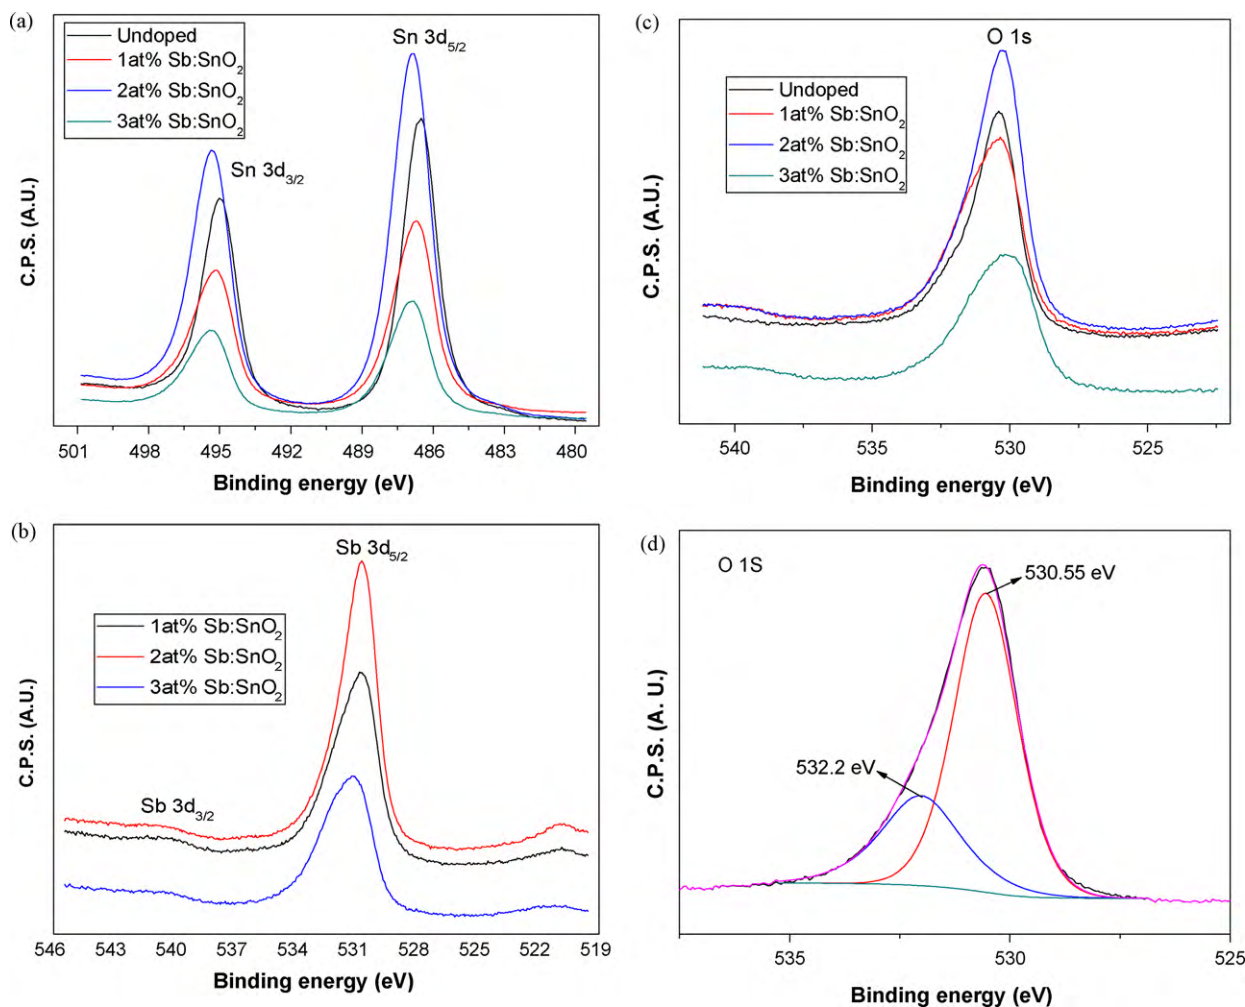 (a)
Undoped
1at% Sb:SnO₂
2at% Sb:SnO₂
3at% Sb:SnO₂
Sn 3d₅/₂
Sn 3d₃/₂
C.P.S. (A.U.)
501 498 495 492 489 486 483 480
Binding energy (eV)
(c)
O 1s
Undoped
1at% Sb:SnO₂
2at% Sb:SnO₂
3at% Sb:SnO₂
C.P.S. (A.U.)
540 535 530 525
Binding energy (eV)
(b)
Sb 3d₅/₂
1at% Sb:SnO₂
2at% Sb:SnO₂
3at% Sb:SnO₂
Sb 3d₃/₂
C.P.S. (A.U.)
546 543 540 537 534 531 528 525 522 519
Binding energy (eV)
(d)
O 1S
530.55 eV
532.2 eV
C.P.S. (A. U.)
535 530 525
Binding energy (eV)